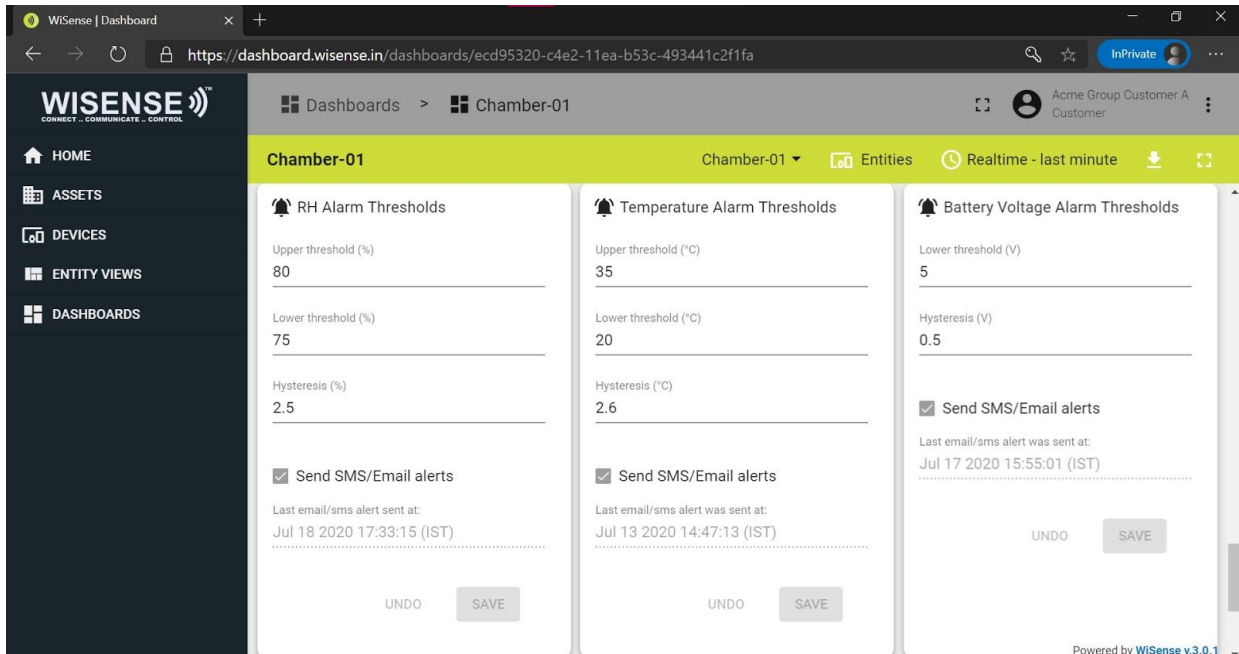 WiSense | Dashboard
https://dashboard.wisense.in/dashboards/ecd95320-c4e2-11ea-b53c-493441c2f1fa
InPrivate
WISENSE
CONNECT .. COMMUNICATE .. CONTROL
TM
Dashboards > Chamber-01
Acme Group Customer A
Customer
HOME
ASSETS
DEVICES
ENTITY VIEWS
DASHBOARDS
Chamber-01
Chamber-01
Entities
Realtime - last minute
RH Alarm Thresholds
Upper threshold (%)
80
Lower threshold (%)
75
Hysteresis (%)
2.5
Send SMS/Email alerts
Last email/sms alert sent at:
Jul 18 2020 17:33:15 (IST)
UNDO
SAVE
Temperature Alarm Thresholds
Upper threshold (°C)
35
Lower threshold (°C)
20
Hysteresis (°C)
2.6
Send SMS/Email alerts
Last email/sms alert was sent at:
Jul 13 2020 14:47:13 (IST)
UNDO
SAVE
Battery Voltage Alarm Thresholds
Lower threshold (V)
5
Hysteresis (V)
0.5
Send SMS/Email alerts
Last email/sms alert was sent at:
Jul 17 2020 15:55:01 (IST)
UNDO
SAVE
Powered by WiSense v.3.0.1